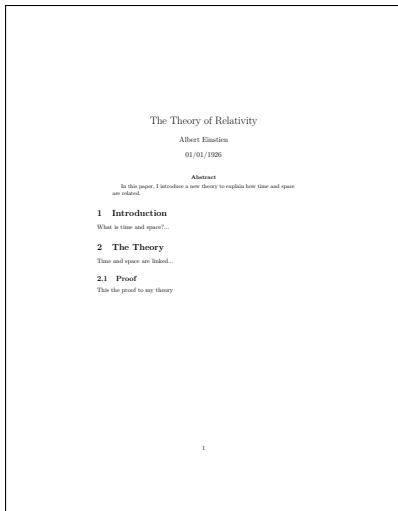 The Theory of Relativity
Albert Einstien
01/01/1926
Abstract
In this paper, I introduce a new theory to explain how time and space
are related.
1 Introduction
What is time and space?...
2 The Theory
Time and space are linked...
2.1 Proof
This the proof to my theory
1